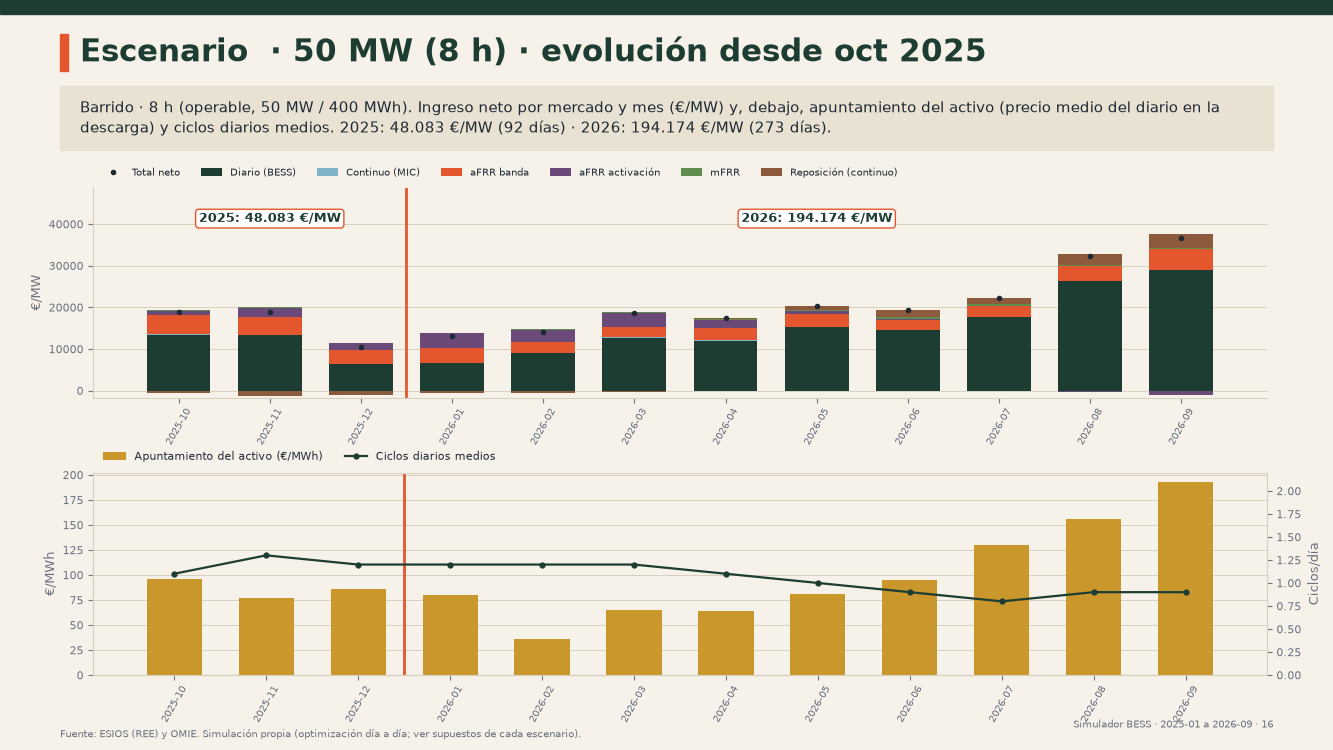 Escenario · 50 MW (8 h) · evolución desde oct 2025
Barrido · 8 h (operable, 50 MW / 400 MWh). Ingreso neto por mercado y mes (€/MW) y, debajo, apuntamiento del activo (precio medio del diario en la
descarga) y ciclos diarios medios. 2025: 48.083 €/MW (92 días) · 2026: 194.174 €/MW (273 días).
Total neto Diario (BESS) Continuo (MIC) aFRR banda aFRR activación mFRR Reposición (continuo)
2025: 48.083 €/MW 2026: 194.174 €/MW
€/MW
40000
30000
20000
10000
0
2025-10 2025-11 2025-12 2026-01 2026-02 2026-03 2026-04 2026-05 2026-06 2026-07 2026-08 2026-09
Apuntamiento del activo (€/MWh) Ciclos diarios medios
€/MWh
200
175
150
125
100
75
50
25
0
2.00
1.75
1.50
1.25
1.00
0.75
0.50
0.25
0.00
Ciclos/día
2025-10 2025-11 2025-12 2026-01 2026-02 2026-03 2026-04 2026-05 2026-06 2026-07 2026-08 2026-09
Simulador BESS · 2025-01 a 2026-09 · 16
Fuente: ESIOS (REE) y OMIE. Simulación propia (optimización día a día; ver supuestos de cada escenario).